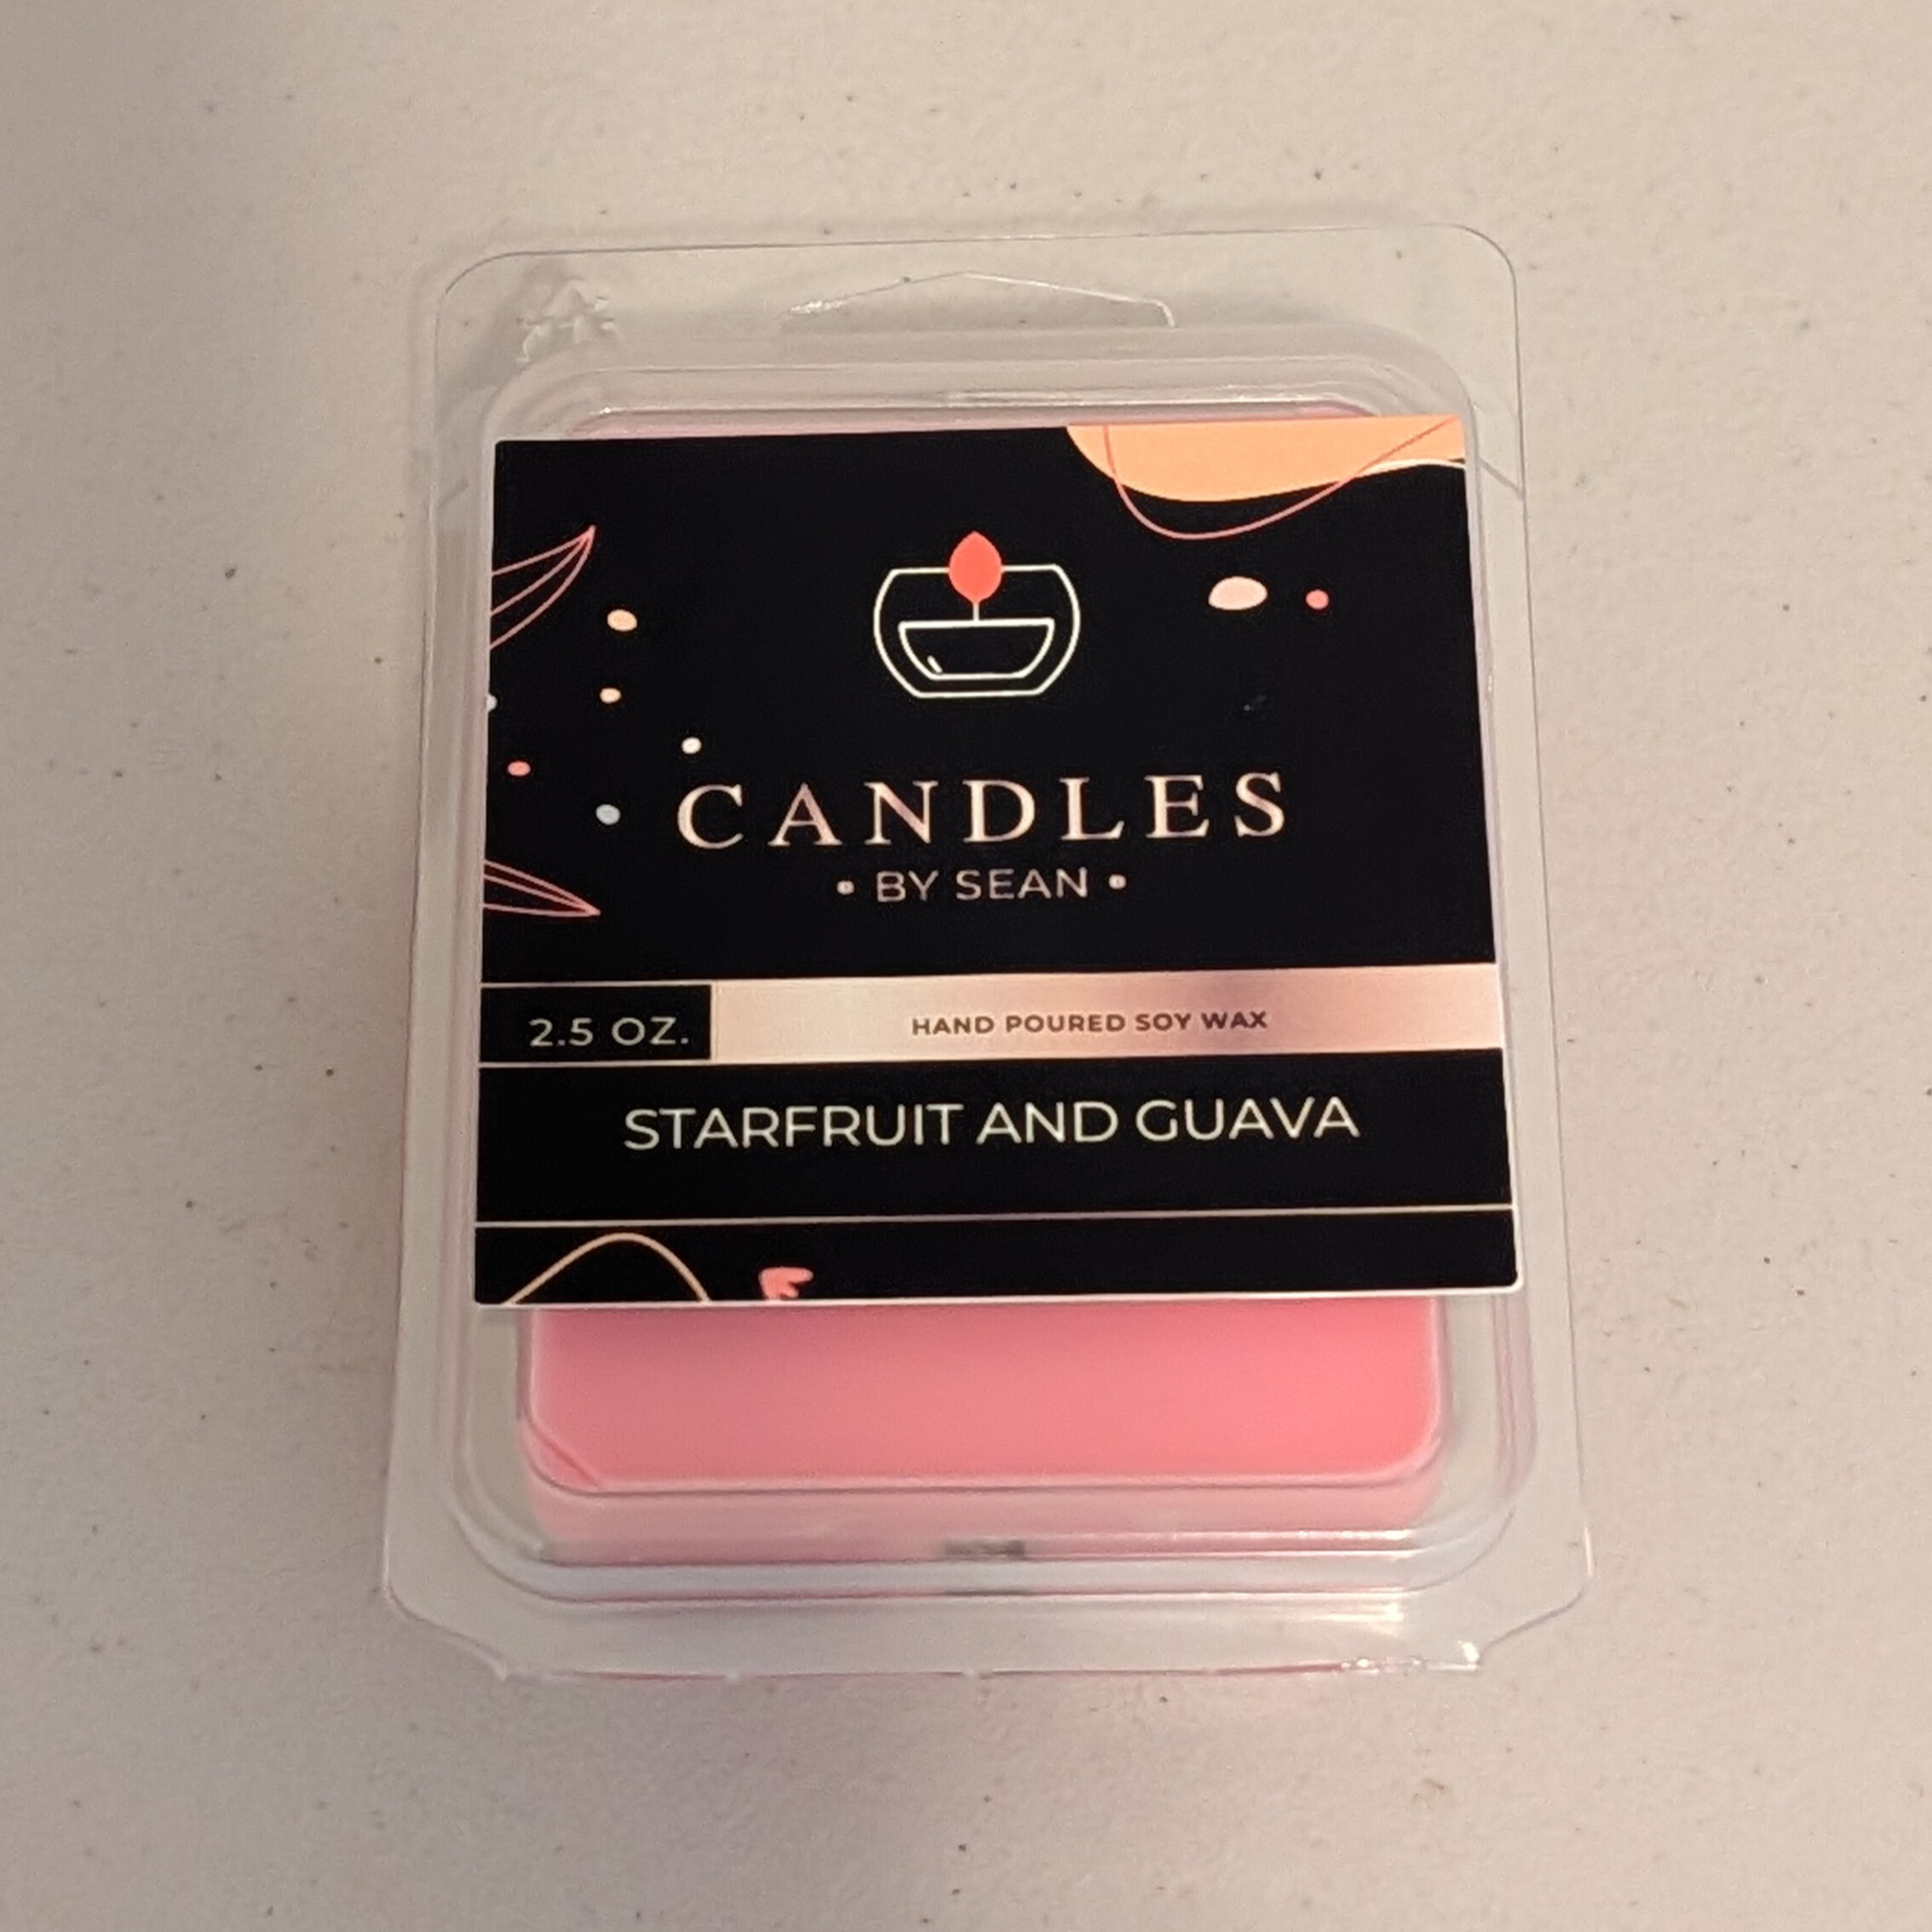 CANDLES
• BY SEAN •
2.5 OZ.
HAND POURED SOY WAX
STARFRUIT AND GUAVA